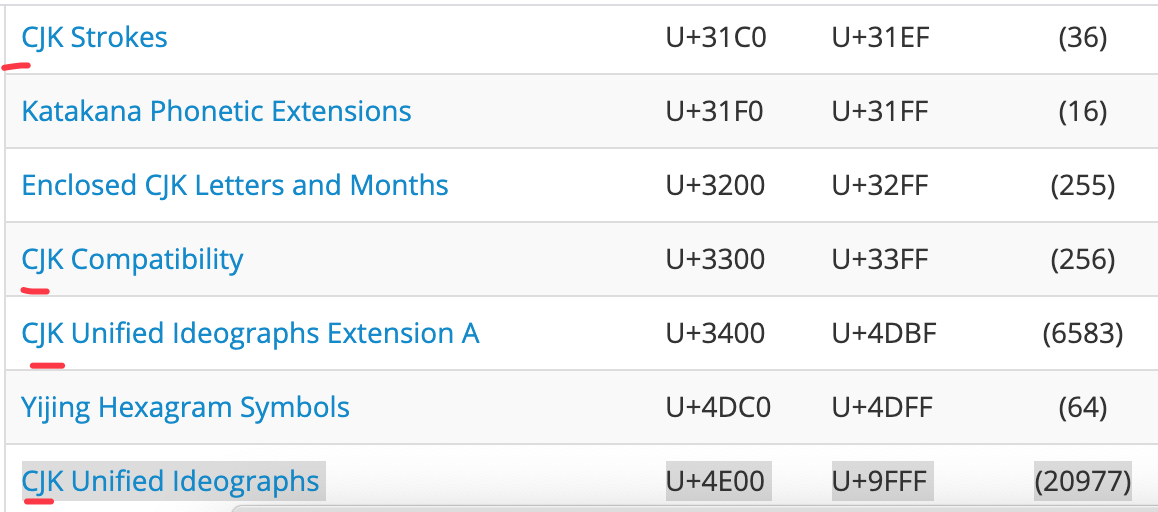 CJK Strokes U+31C0 U+31EF (36)
Katakana Phonetic Extensions U+31F0 U+31FF (16)
Enclosed CJK Letters and Months U+3200 U+32FF (255)
CJK Compatibility U+3300 U+33FF (256)
CJK Unified Ideographs Extension A U+3400 U+4DBF (6583)
Yijing Hexagram Symbols U+4DC0 U+4DFF (64)
CJK Unified Ideographs U+4E00 U+9FFF (20977)